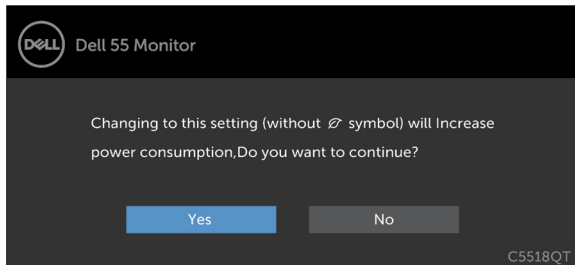 DELL Dell 55 Monitor
Changing to this setting (without symbol) will Increase
power consumption,Do you want to continue?
Yes No
C5518QT